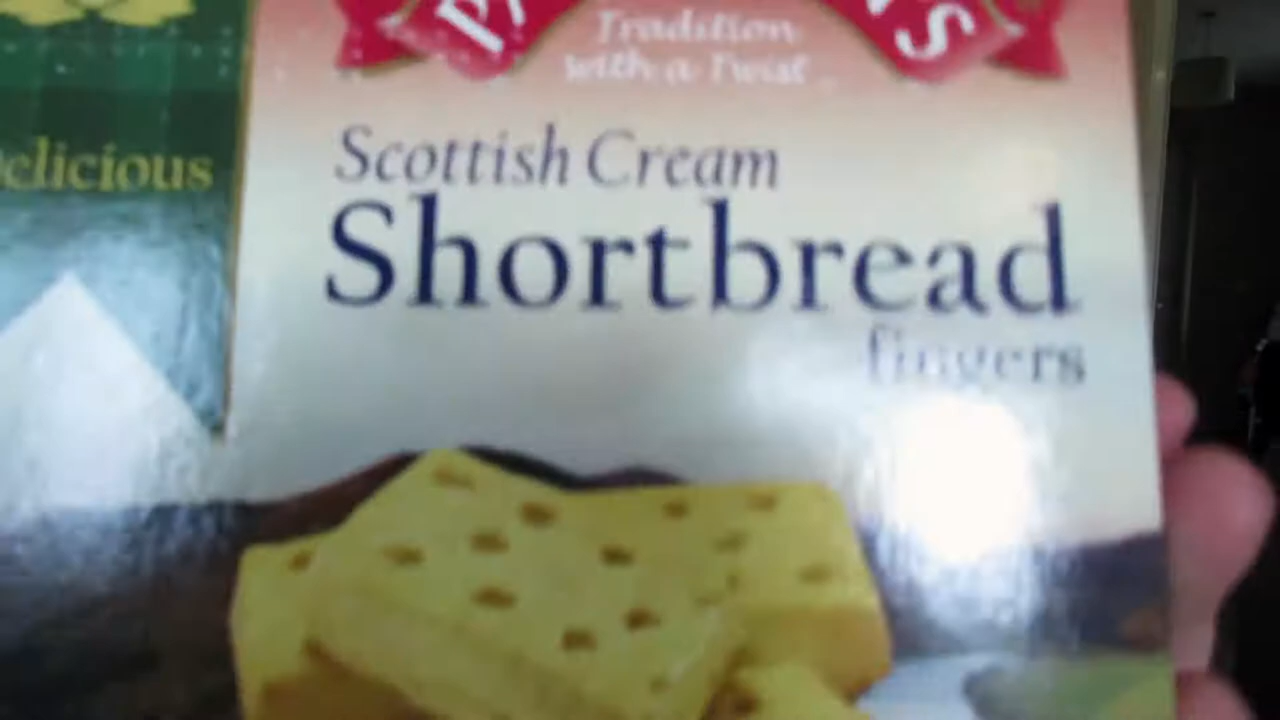 Tradition
with a Twist
elicious
Scottish Cream
Shortbread
fingers